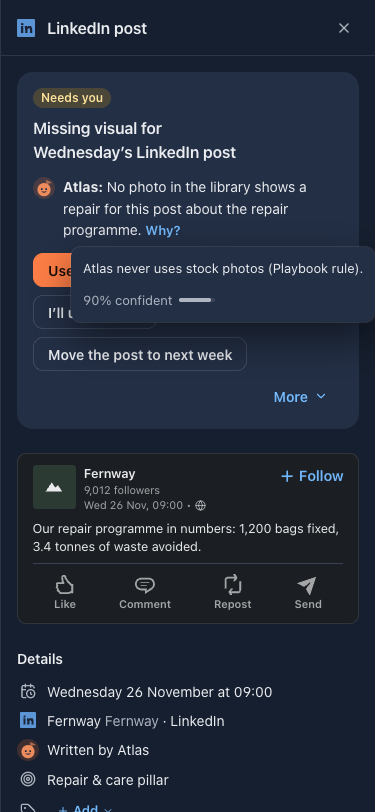 LinkedIn post
Needs you
Missing visual for
Wednesday’s LinkedIn post
Atlas: No photo in the library shows a
repair for this post about the repair
programme. Why?
Atlas never uses stock photos (Playbook rule).
90% confident
Use
I’ll
Move the post to next week
More
Fernway
9,012 followers
Wed 26 Nov, 09:00 •
+ Follow
Our repair programme in numbers: 1,200 bags fixed,
3.4 tonnes of waste avoided.
Like
Comment
Repost
Send
Details
Wednesday 26 November at 09:00
Fernway Fernway · LinkedIn
Written by Atlas
Repair & care pillar
+ Add